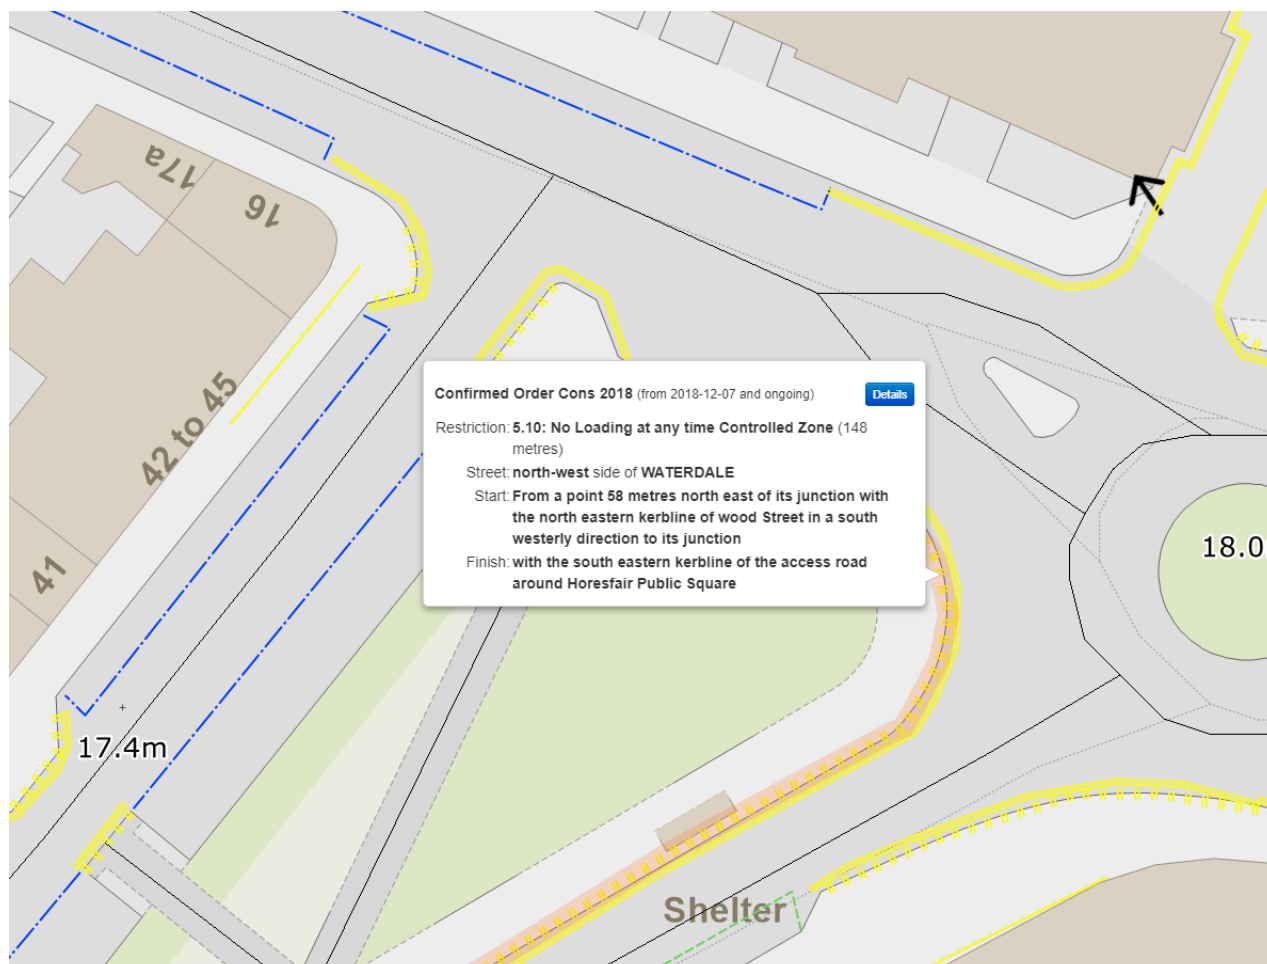 17a
16
42 to 45
41
Confirmed Order Cons 2018 (from 2018-12-07 and ongoing)
Details
Restriction: 5.10: No Loading at any time Controlled Zone (148
metres)
Street: north-west side of WATERDALE
Start: From a point 58 metres north east of its junction with
the north eastern kerbline of wood Street in a south
westerly direction to its junction
Finish: with the south eastern kerbline of the access road
around Horesfair Public Square
18.0
17.4m
Shelter